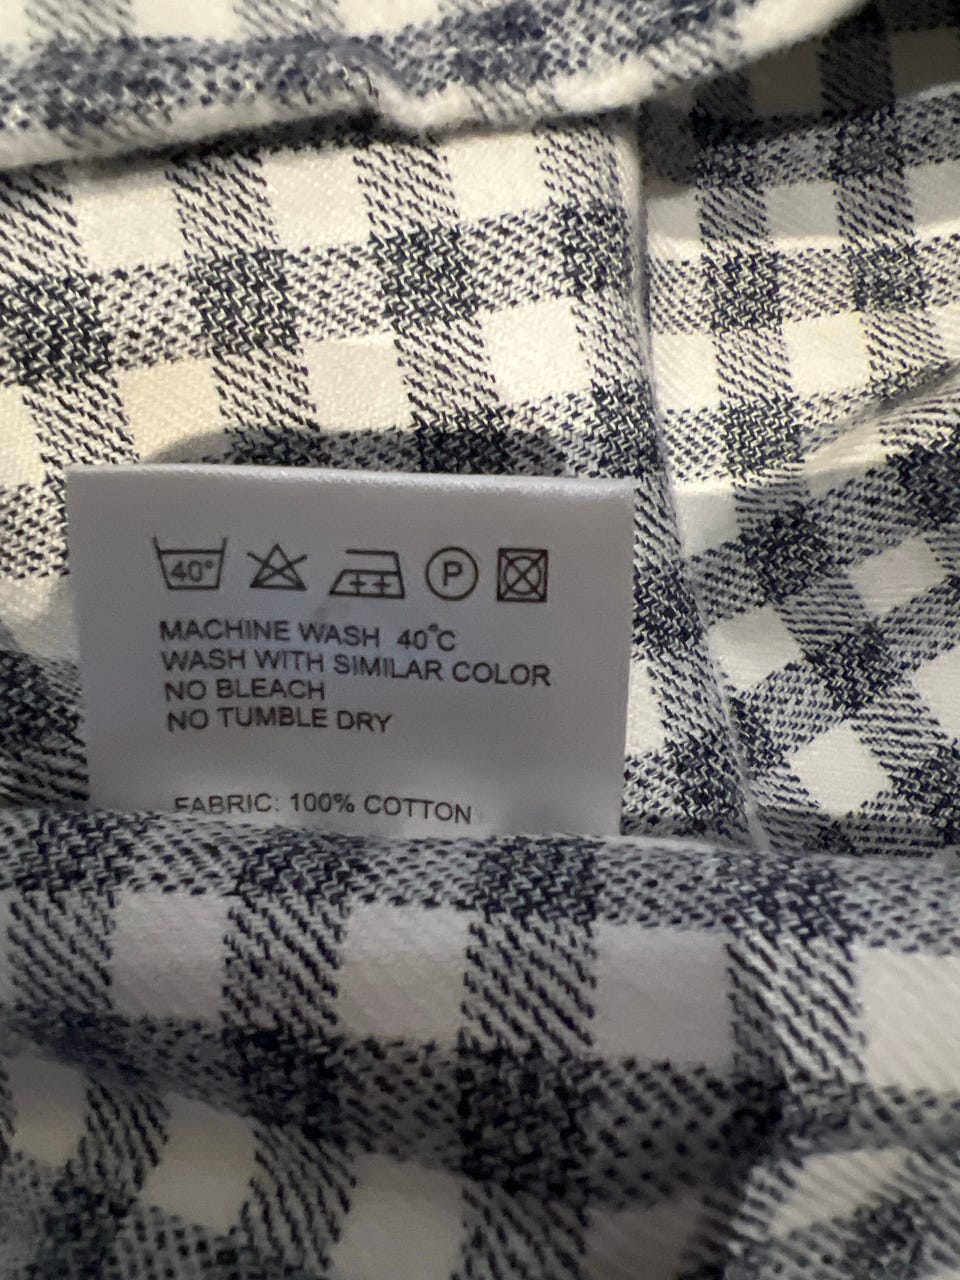 40° P
MACHINE WASH 40°C
WASH WITH SIMILAR COLOR
NO BLEACH
NO TUMBLE DRY
FABRIC: 100% COTTON